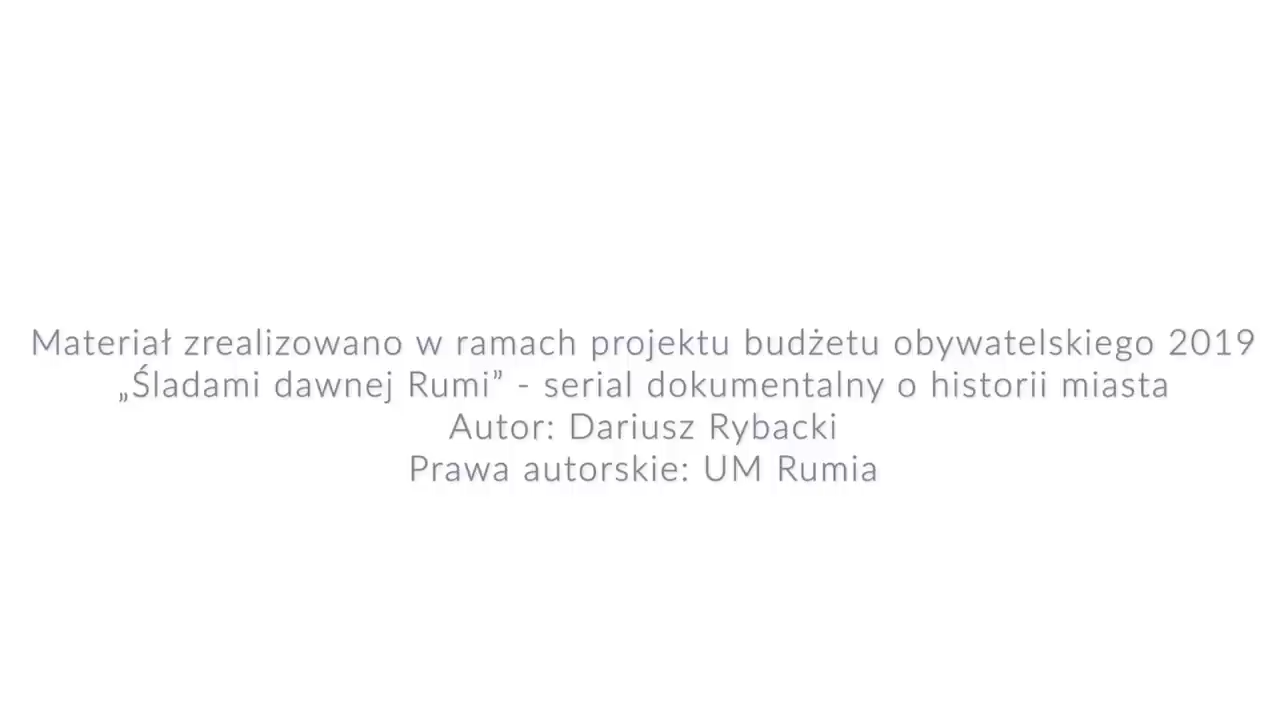 Materiał zrealizowano w ramach projektu budżetu obywatelskiego 2019
„Śladami dawnej Rumi” - serial dokumentalny o historii miasta
Autor: Dariusz Rybacki
Prawa autorskie: UM Rumia